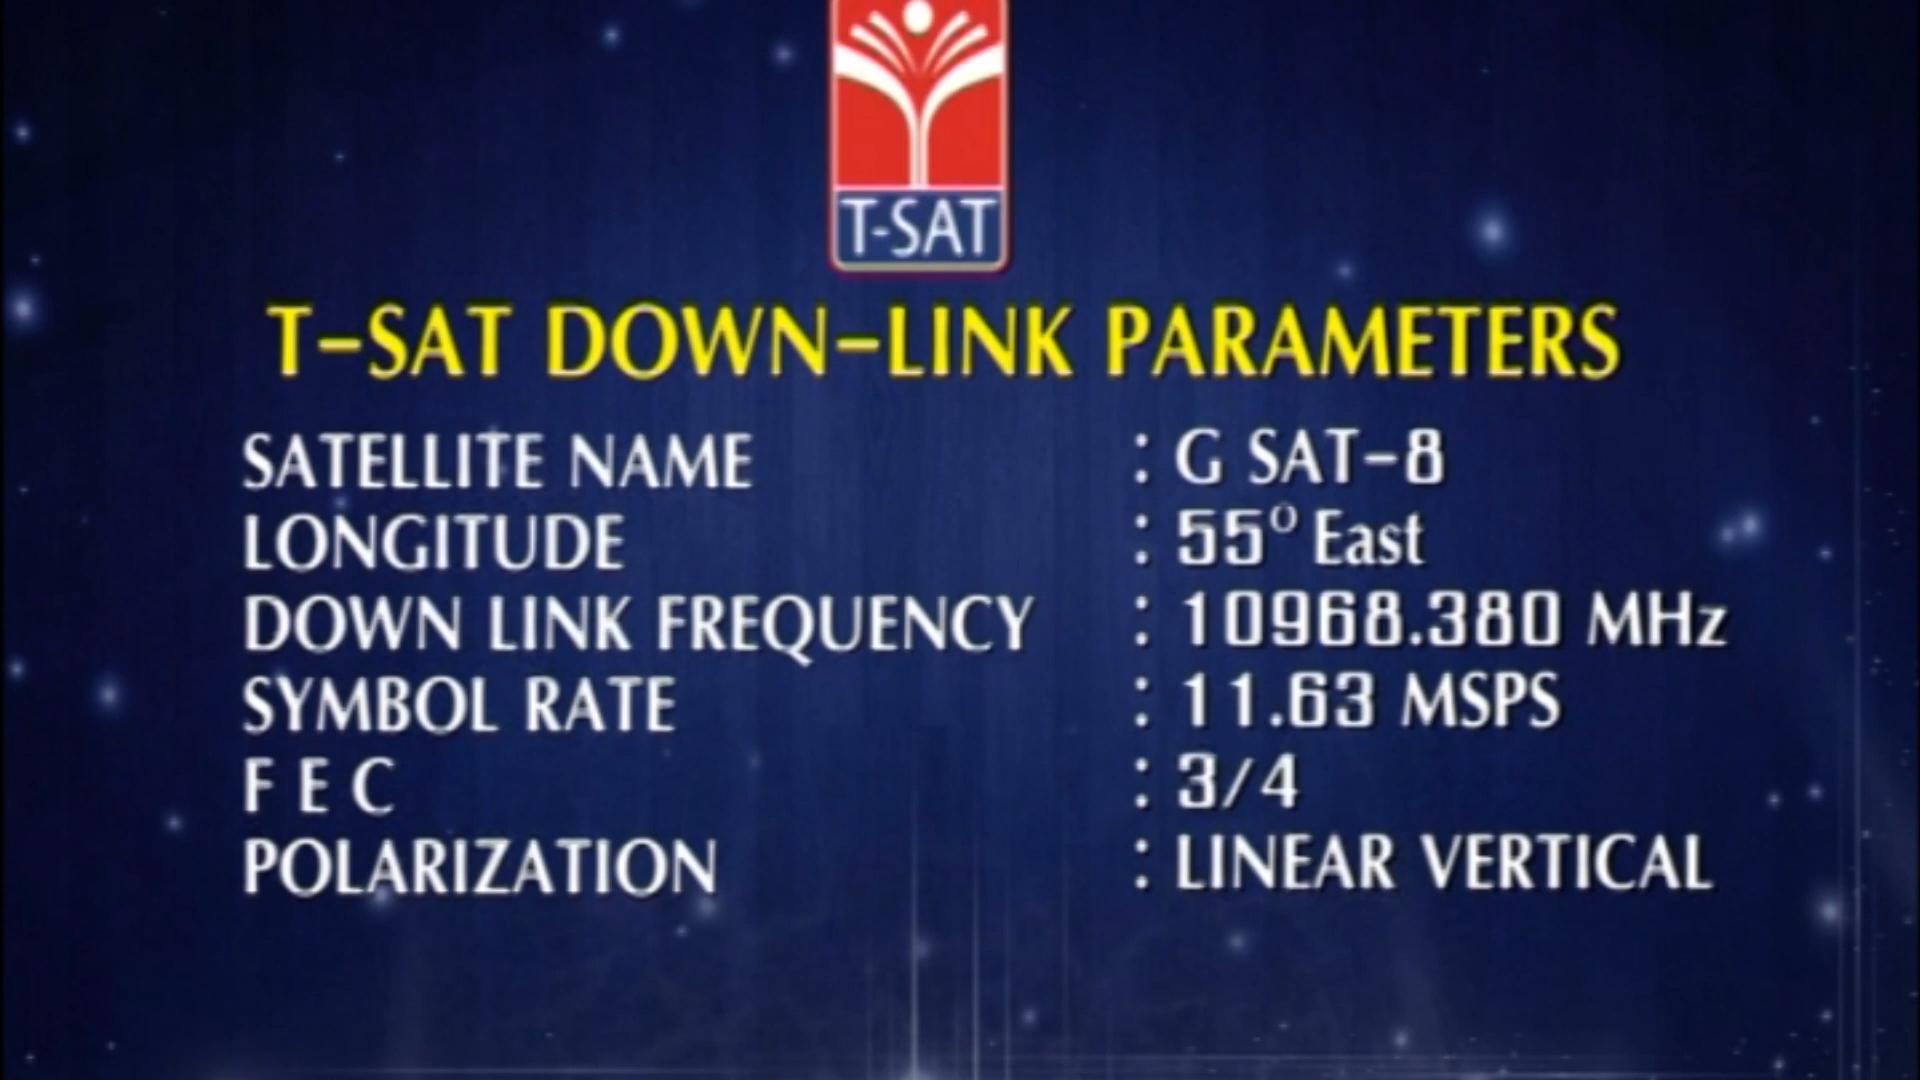 T-SAT
T-SAT DOWN-LINK PARAMETERS
SATELLITE NAME : G SAT-8
LONGITUDE : 55° East
DOWN LINK FREQUENCY : 10968.380 MHz
SYMBOL RATE : 11.63 MSPS
F E C : 3/4
POLARIZATION : LINEAR VERTICAL